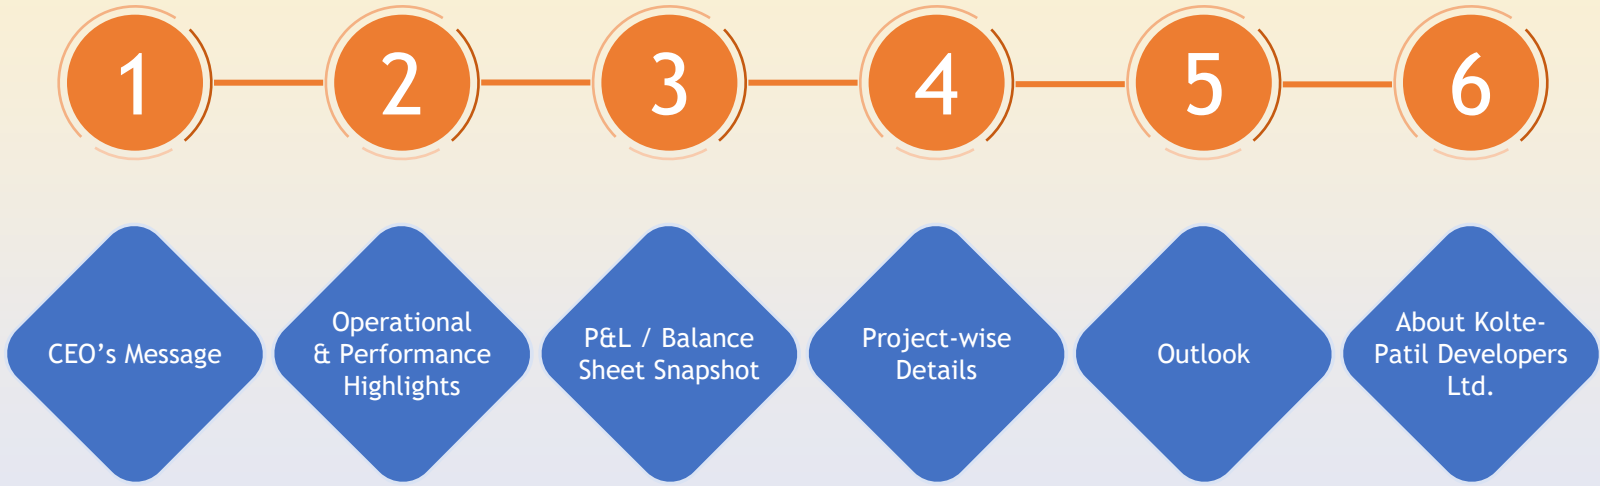 1
2
3
4
5
6
CEO’s Message
Operational
& Performance
Highlights
P&L / Balance
Sheet Snapshot
Project-wise
Details
Outlook
About Kolte-
Patil Developers
Ltd.